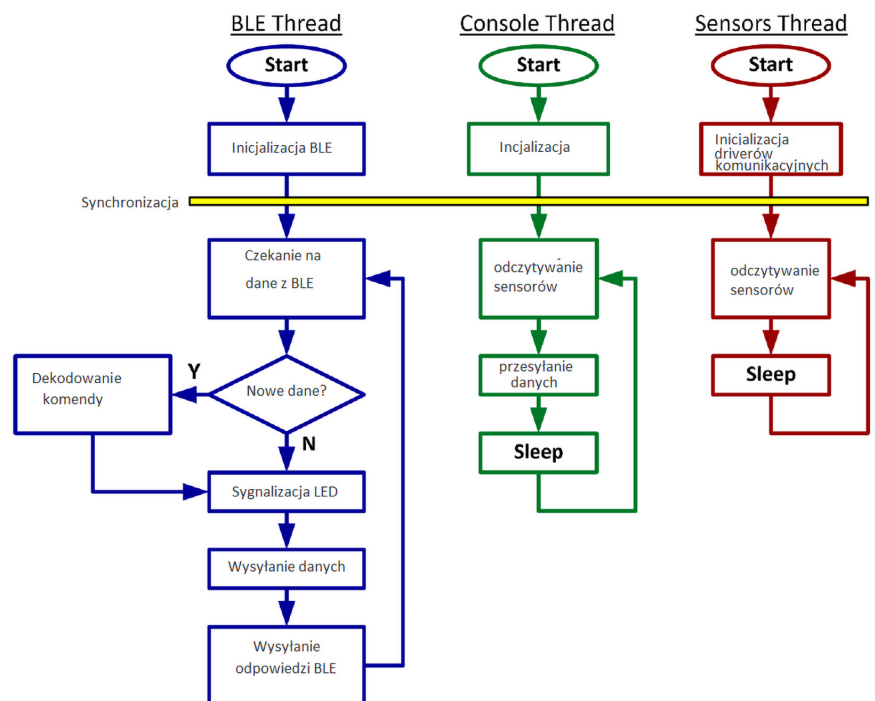 BLE Thread
Start
Inicjalizacja BLE
Synchronizacja
Czekanie na
dane z BLE
Nowe dane?
Y
N
Dekodowanie
komendy
Sygnalizacja LED
Wysyłanie danych
Wysyłanie
odpowiedzi BLE
Console Thread
Start
Incjalizacja
odczytywanie
sensorów
przesyłanie
danych
Sleep
Sensors Thread
Start
Inicializacja
driverów
komunikacyjnych
odczytywanie
sensorów
Sleep